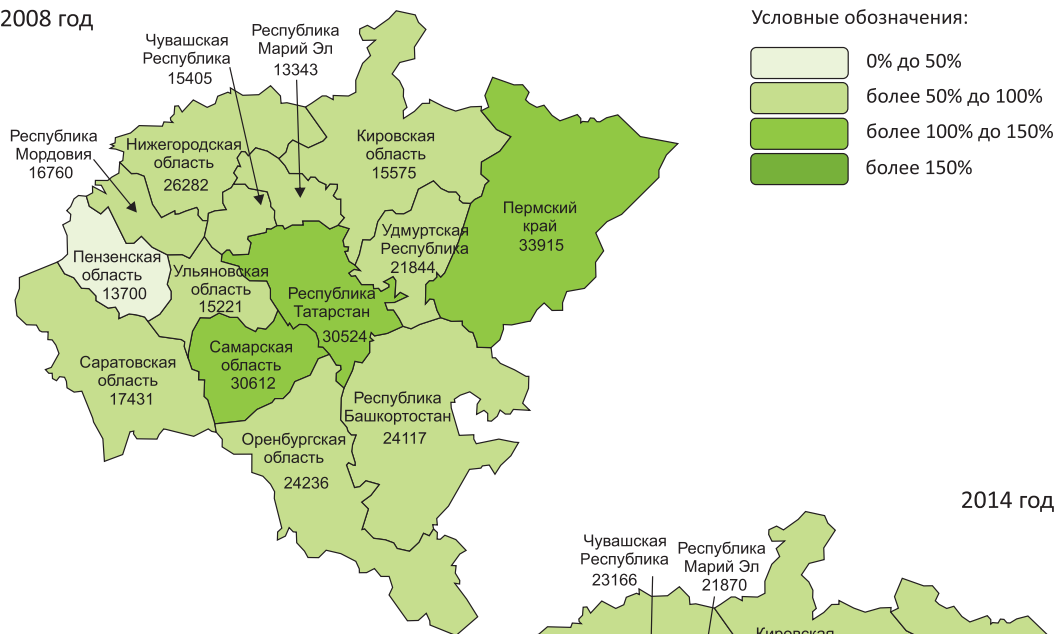 2008 год
Условные обозначения:
0% до 50%
более 50% до 100%
более 100% до 150%
более 150%
Чувашская
Республика
15405
Республика
Марий Эл
13343
Республика
Мордовия
16760
Нижегородская
область
26282
Кировская
область
15575
Пермский
край
33915
Удмуртская
Республика
21844
Пензенская
область
13700
Ульяновская
область
15221
Республика
Татарстан
30524
Самарская
область
30612
Саратовская
область
17431
Республика
Башкортостан
24117
Оренбургская
область
24236
2014 год
Чувашская
Республика
23166
Республика
Марий Эл
21870
Кировская